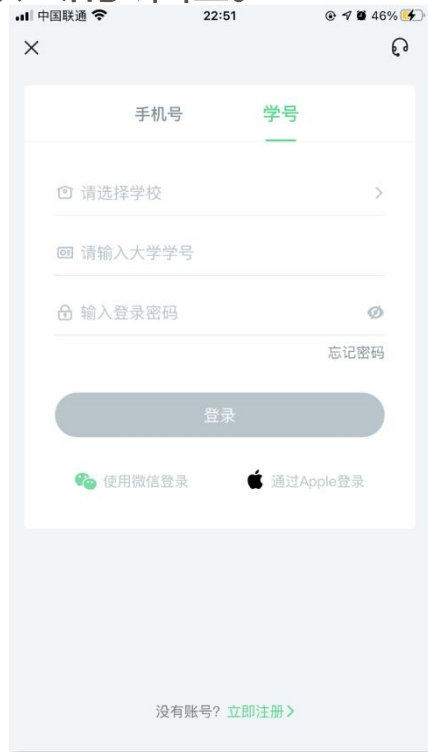 中国联通 22:51 46%
手机号 学号
请选择学校
请输入大学学号
输入登录密码
忘记密码
登录
使用微信登录 通过Apple登录
没有账号? 立即注册